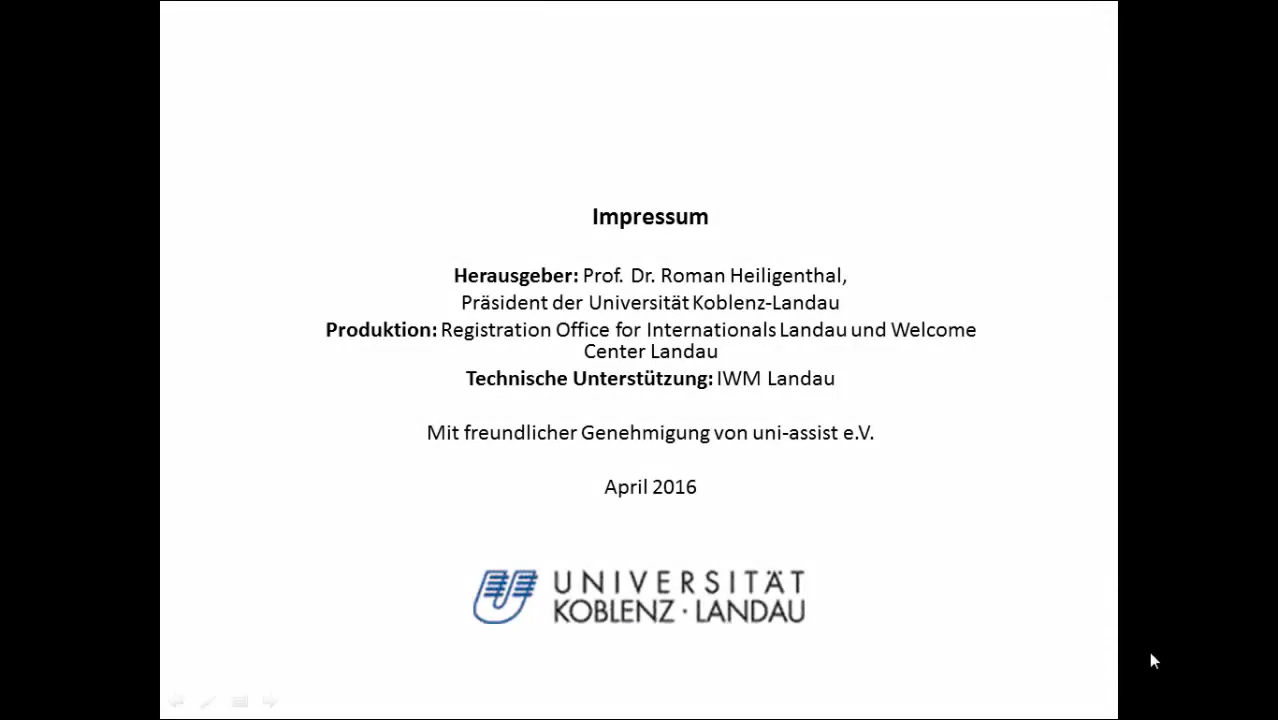 Impressum
Herausgeber: Prof. Dr. Roman Heiligenthal,
Präsident der Universität Koblenz-Landau
Produktion: Registration Office for Internationals Landau und Welcome
Center Landau
Technische Unterstützung: IWM Landau
Mit freundlicher Genehmigung von uni-assist e.V.
April 2016
UNIVERSITÄT
KOBLENZ · LANDAU